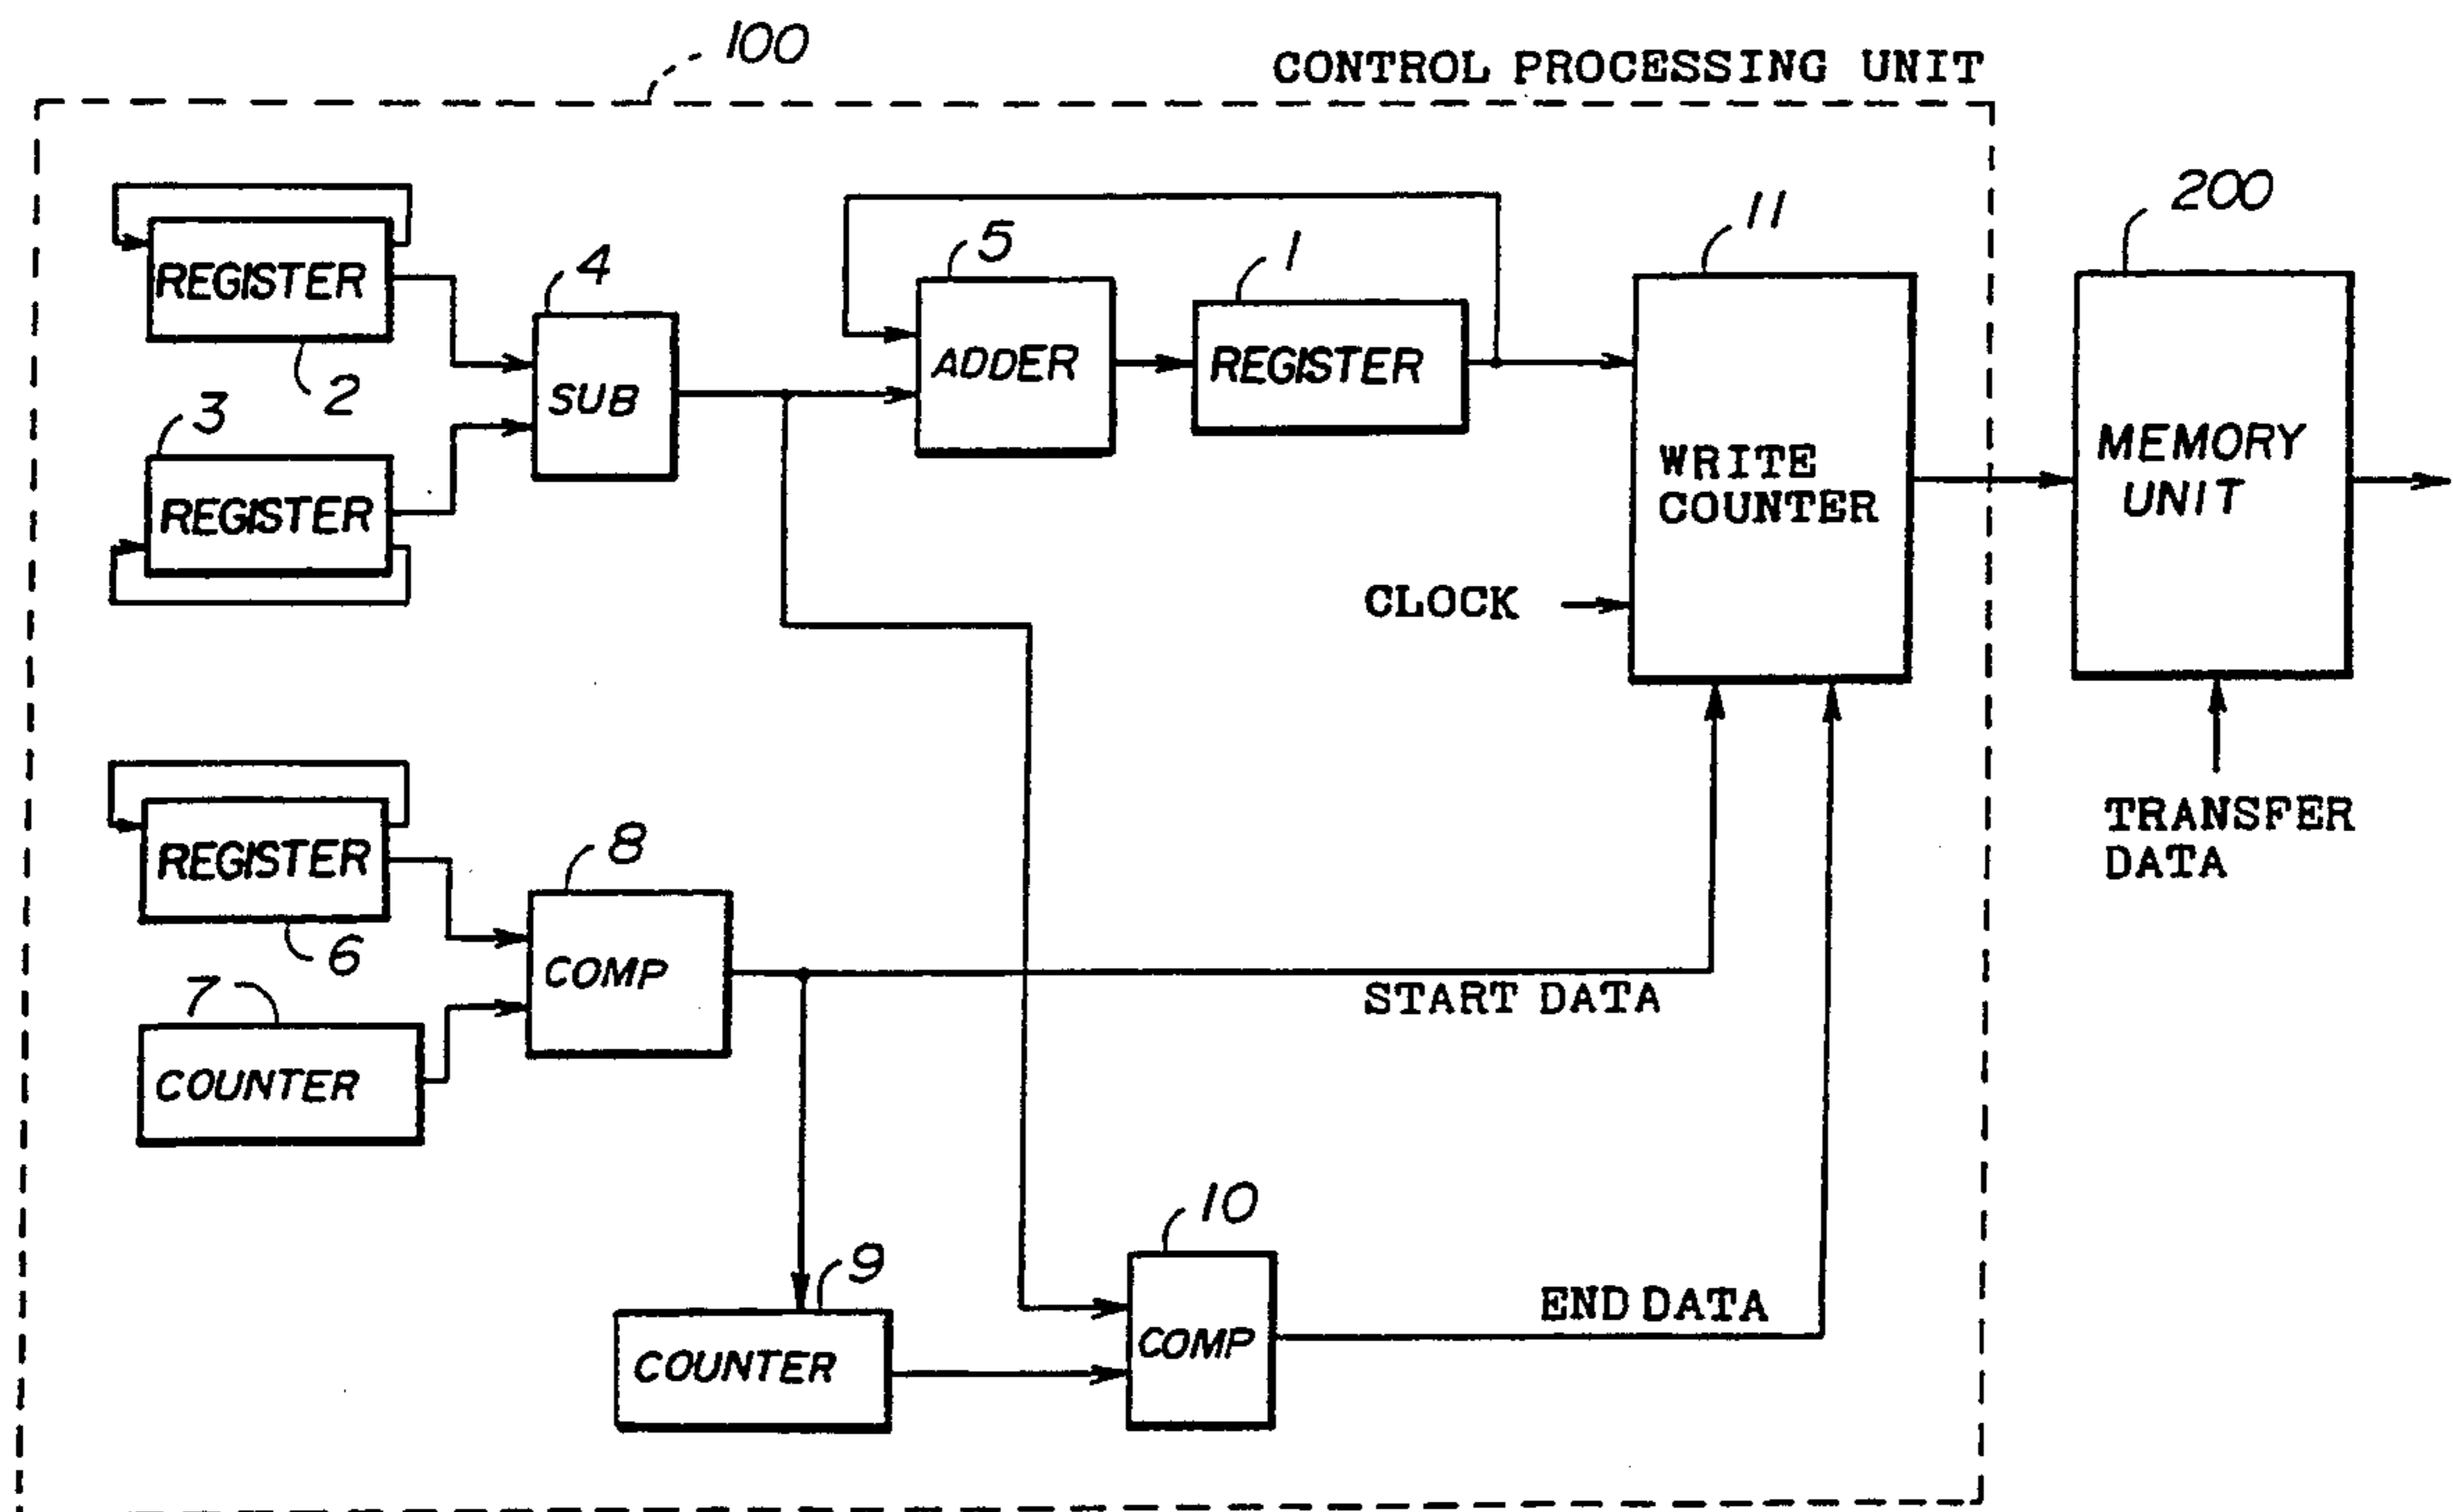 100
CONTROL PROCESSING UNIT
200
11
5
1
4
REGISTER
2
3
SUB
ADDER
REGISTER
WRITE
COUNTER
MEMORY
UNIT
REGISTER
CLOCK
TRANSFER
DATA
REGISTER
6
8
7
COMP
START DATA
COUNTER
10
9
END DATA
COMP
COUNTER